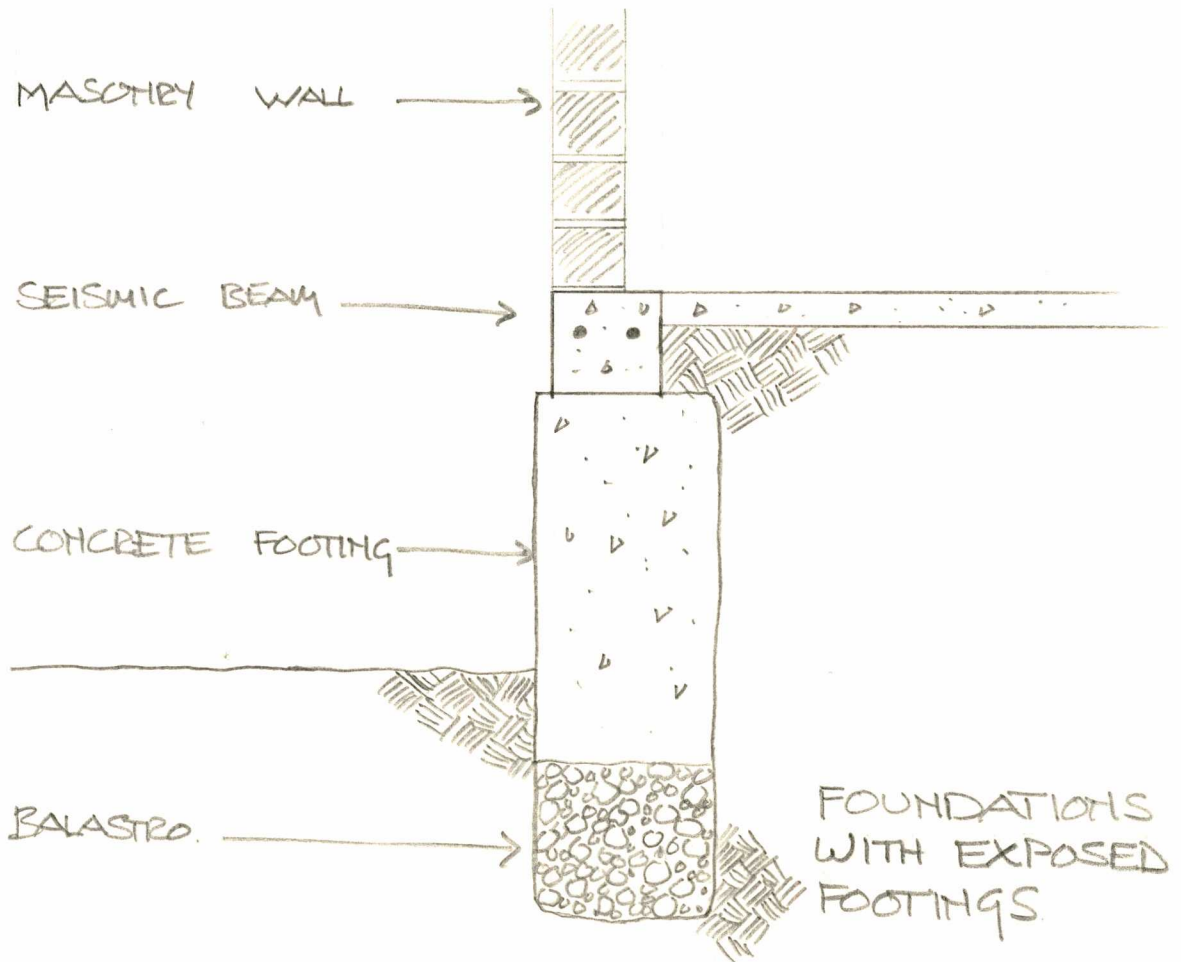 MASONRY WALL
SEISMIC BEAM
CONCRETE FOOTING
BALASTRO.
FOUNDATIONS
WITH EXPOSED
FOOTINGS.